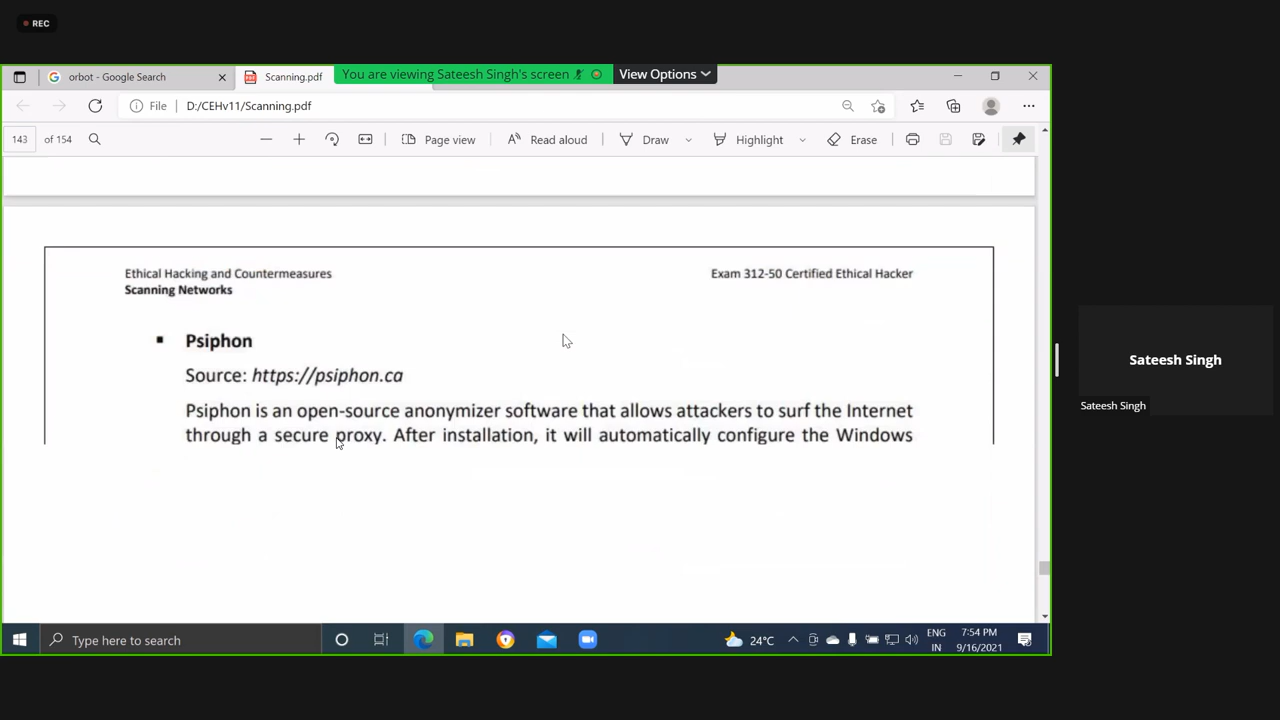 REC
orbot - Google Search
Scanning.pdf
You are viewing Sateesh Singh's screen
View Options
File D:/CEHv11/Scanning.pdf
143 of 154
Page view
Read aloud
Draw
Highlight
Erase
Ethical Hacking and Countermeasures
Exam 312-50 Certified Ethical Hacker
Scanning Networks
Psiphon
Source: https://psiphon.ca
Psiphon is an open-source anonymizer software that allows attackers to surf the Internet
through a secure proxy. After installation, it will automatically configure the Windows
Sateesh Singh
Sateesh Singh
Type here to search
24°C
ENG
IN
7:54 PM
9/16/2021